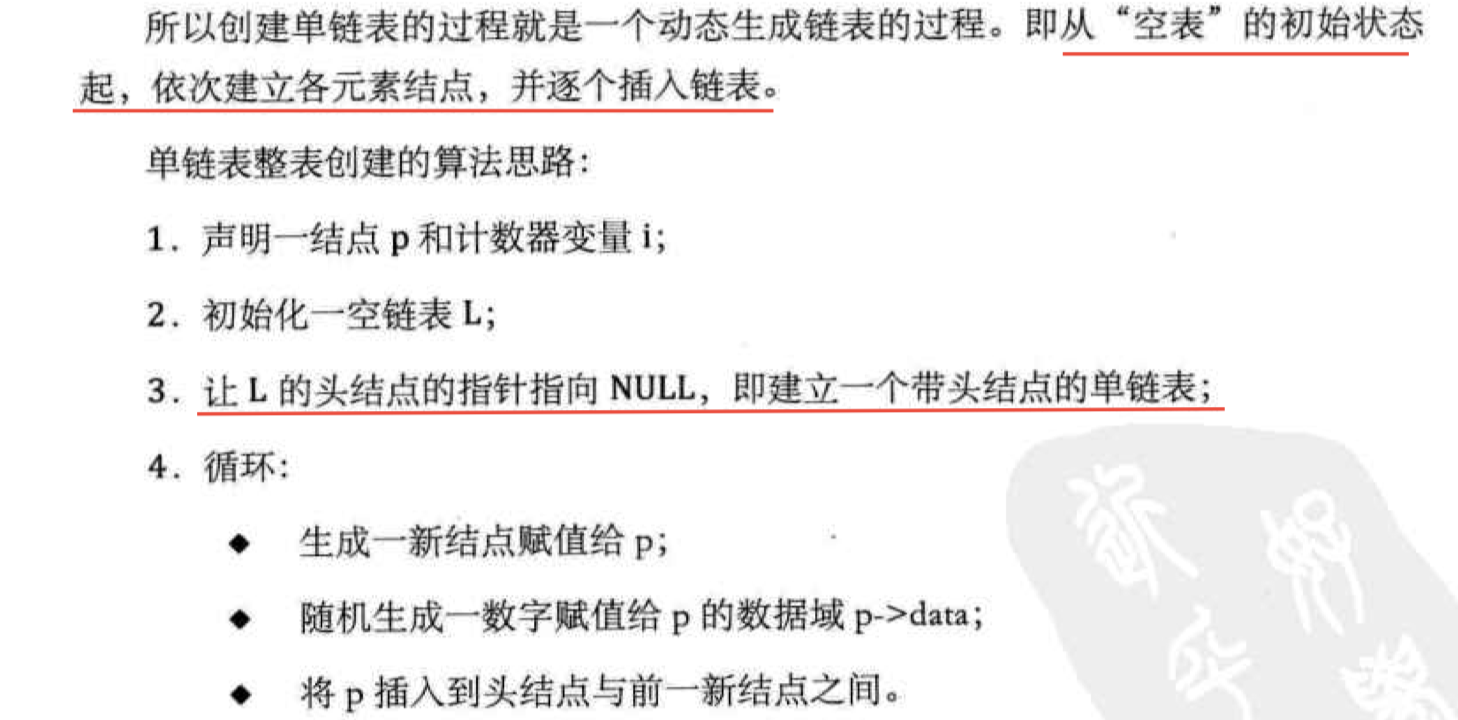 所以创建单链表的过程就是一个动态生成链表的过程。即从“空表”的初始状态
起，依次建立各元素结点，并逐个插入链表。
单链表整表创建的算法思路：
1. 声明一结点 p 和计数器变量 i;
2. 初始化一空链表 L;
3. 让 L 的头结点的指针指向 NULL，即建立一个带头结点的单链表;
4. 循环:
◆ 生成一新结点赋值给 p;
◆ 随机生成一数字赋值给 p 的数据域 p->data;
◆ 将 p 插入到头结点与前一新结点之间。